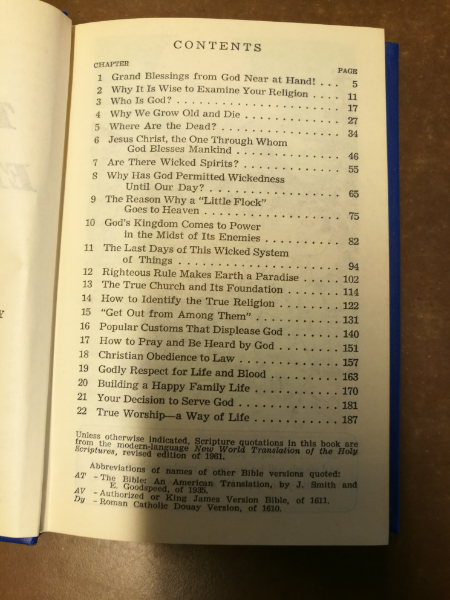 CONTENTS
CHAPTER PAGE
1 Grand Blessings from God Near at Hand! . . . 5
2 Why It Is Wise to Examine Your Religion . . . . 11
3 Who Is God? . . . . . . . . . . . . . . . . . . 17
4 Why We Grow Old and Die . . . . . . . . . . . 27
5 Where Are the Dead? . . . . . . . . . . . . . . 34
6 Jesus Christ, the One Through Whom
God Blesses Mankind . . . . . . . . . . . . 46
7 Are There Wicked Spirits? . . . . . . . . . . . . 55
8 Why Has God Permitted Wickedness
Until Our Day? . . . . . . . . . . . . . . . 65
9 The Reason Why a "Little Flock"
Goes to Heaven . . . . . . . . . . . . . . . 75
10 God's Kingdom Comes to Power
in the Midst of Its Enemies . . . . . . . . . 82
11 The Last Days of This Wicked System
of Things . . . . . . . . . . . . . . . . . . 94
12 Righteous Rule Makes Earth a Paradise . . . . . 102
13 The True Church and Its Foundation . . . . . . 114
14 How to Identify the True Religion . . . . . . . 122
15 "Get Out from Among Them" . . . . . . . . . . 131
16 Popular Customs That Displease God . . . . . . 140
17 How to Pray and Be Heard by God . . . . . . . 151
18 Christian Obedience to Law . . . . . . . . . . . 157
19 Godly Respect for Life and Blood . . . . . . . . 163
20 Building a Happy Family Life . . . . . . . . . . 170
21 Your Decision to Serve God . . . . . . . . . . . 181
22 True Worship—a Way of Life . . . . . . . . . . 187
Unless otherwise indicated, Scripture quotations in this book are
from the modern-language New World Translation of the Holy
Scriptures, revised edition of 1961.
Abbreviations of names of other Bible versions quoted:
AT – The Bible: An American Translation, by J. Smith and
E. Goodspeed, of 1935.
AV – Authorized or King James Version Bible, of 1611.
Dy – Roman Catholic Douay Version, of 1610.